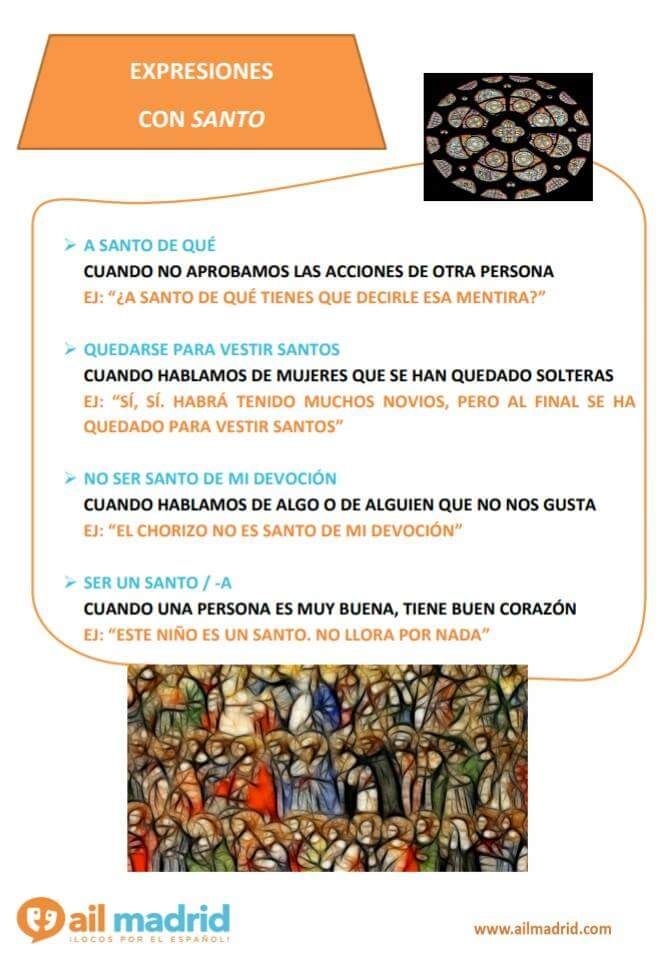 EXPRESIONES
CON SANTO
A SANTO DE QUÉ
CUANDO NO APROBAMOS LAS ACCIONES DE OTRA PERSONA
EJ: “¿A SANTO DE QUÉ TIENES QUE DECIRLE ESA MENTIRA?”
QUEDARSE PARA VESTIR SANTOS
CUANDO HABLAMOS DE MUJERES QUE SE HAN QUEDADO SOLTERAS
EJ: “SÍ, SÍ. HABRÁ TENIDO MUCHOS NOVIOS, PERO AL FINAL SE HA
QUEDADO PARA VESTIR SANTOS”
NO SER SANTO DE MI DEVOCIÓN
CUANDO HABLAMOS DE ALGO O DE ALGUIEN QUE NO NOS GUSTA
EJ: “EL CHORIZO NO ES SANTO DE MI DEVOCIÓN”
SER UN SANTO / -A
CUANDO UNA PERSONA ES MUY BUENA, TIENE BUEN CORAZÓN
EJ: “ESTE NIÑO ES UN SANTO. NO LLORA POR NADA”
ail madrid
¡LOCOS POR EL ESPAÑOL!
www.ailmadrid.com